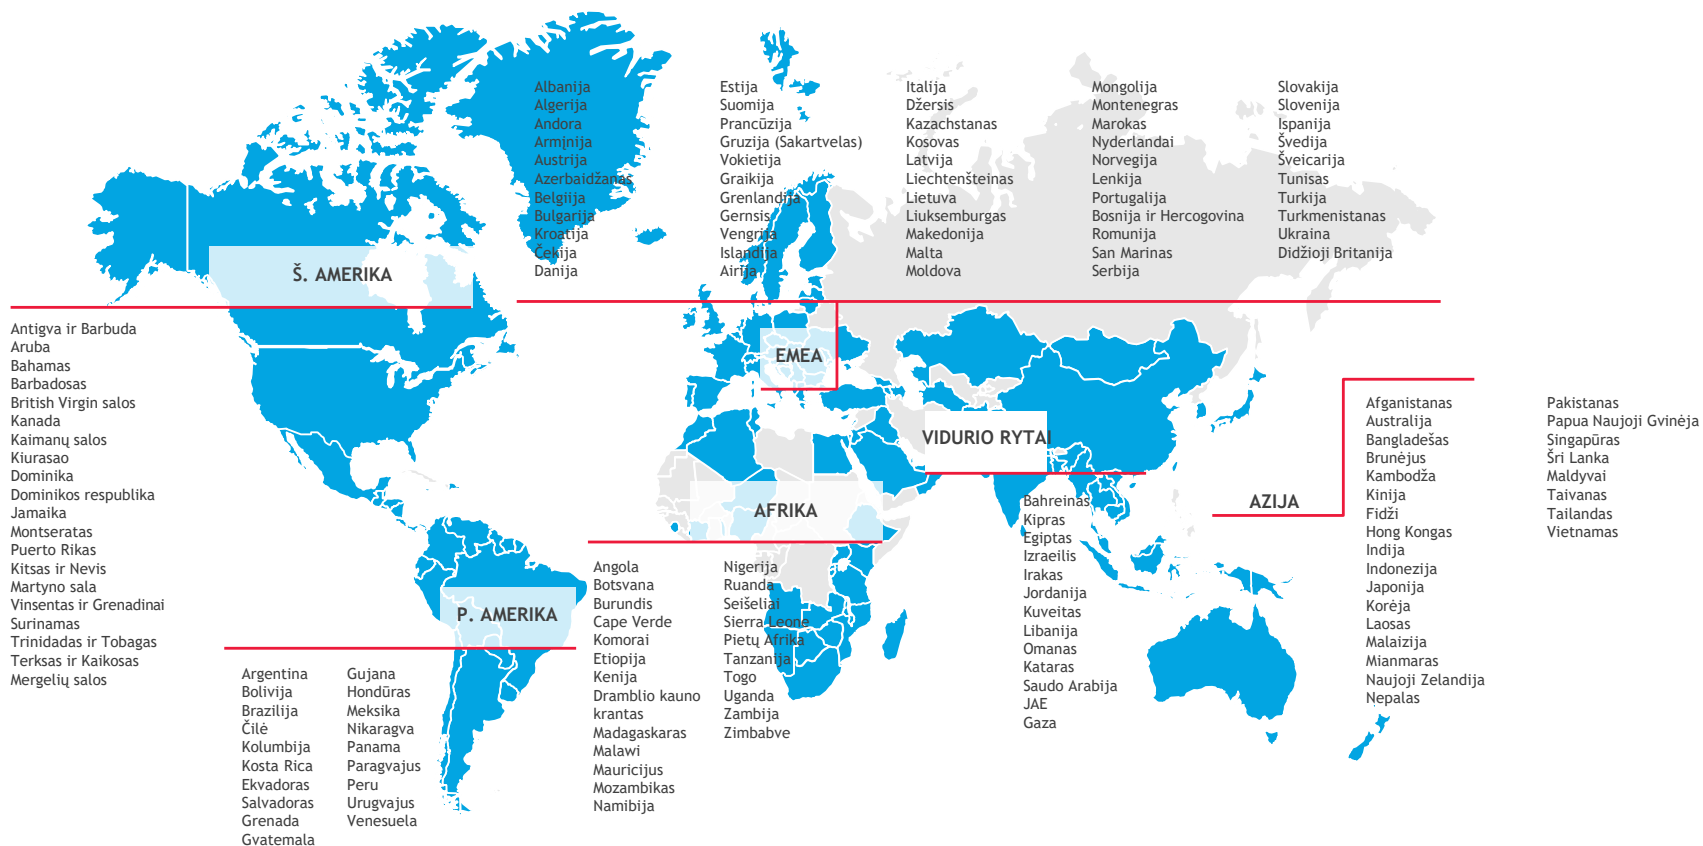 Albanija
Algerija
Andora
Armįnija
Austrija
Azerbaidžanas
Belgiija
Bulgarija
Kroatija
Čekija
Danija
Estija
Suomija
Prancūzija
Gruzija (Sakartvelas)
Vokietija
Graikija
Grenlandija
Gernsis
Vengrija
Islandija
Airija
Italija
Džersis
Kazachstanas
Kosovas
Latvija
Liechtenšteinas
Lietuva
Liuksemburgas
Makedonija
Malta
Moldova
Mongolija
Montenegras
Marokas
Nyderlandai
Norvegija
Lenkija
Portugalija
Bosnija ir Hercogovina
Romunija
San Marinas
Serbija
Slovakija
Slovenija
Ispanija
Švedija
Šveicarija
Tunisas
Turkija
Turkmenistanas
Ukraina
Didžioji Britanija
Š. AMERIKA
Antigva ir Barbuda
Aruba
Bahamas
Barbadosas
British Virgin salos
Kanada
Kaimanų salos
Kiurasao
Dominika
Dominikos respublika
Jamaika
Montseratas
Puerto Rikas
Kitsas ir Nevis
Martyno sala
Vinsentas ir Grenadinai
Surinamas
Trinidadas ir Tobagas
Terksas ir Kaikosas
Mergelių salos
EMEA
VIDURIO RYTAI
Bahreinas
Kipras
Egiptas
Izraeilis
Irakas
Jordanija
Kuveitas
Libanija
Omanas
Kataras
Saudo Arabija
JAE
Gaza
AZIJA
Afganistanas
Australija
Bangladešas
Brunėjus
Kambodža
Kinija
Fidži
Hong Kongas
Indija
Indonezija
Japonija
Korėja
Laosas
Malaizija
Mianmaras
Naujoji Zelandija
Nepalas
Pakistanas
Papua Naujoji Gvinėja
Singapūras
Šri Lanka
Maldyvai
Taivanas
Tailandas
Vietnamas
AFRIKA
Angola
Botsvana
Burundis
Cape Verde
Komorai
Etiopija
Kenija
Dramblio kauno
krantas
Madagaskaras
Malawi
Mauricijus
Mozambikas
Namibija
Nigerija
Ruanda
Seišeliai
Sierra Leone
Pietų Afrika
Tanzanija
Togo
Uganda
Zambija
Zimbabve
P. AMERIKA
Argentina
Bolivija
Brazilija
Čilė
Kolumbija
Kosta Rica
Ekvadoras
Salvadoras
Grenada
Gvatemala
Gujana
Hondūras
Meksika
Nikaragva
Panama
Paragvajus
Peru
Urugvajus
Venesuela